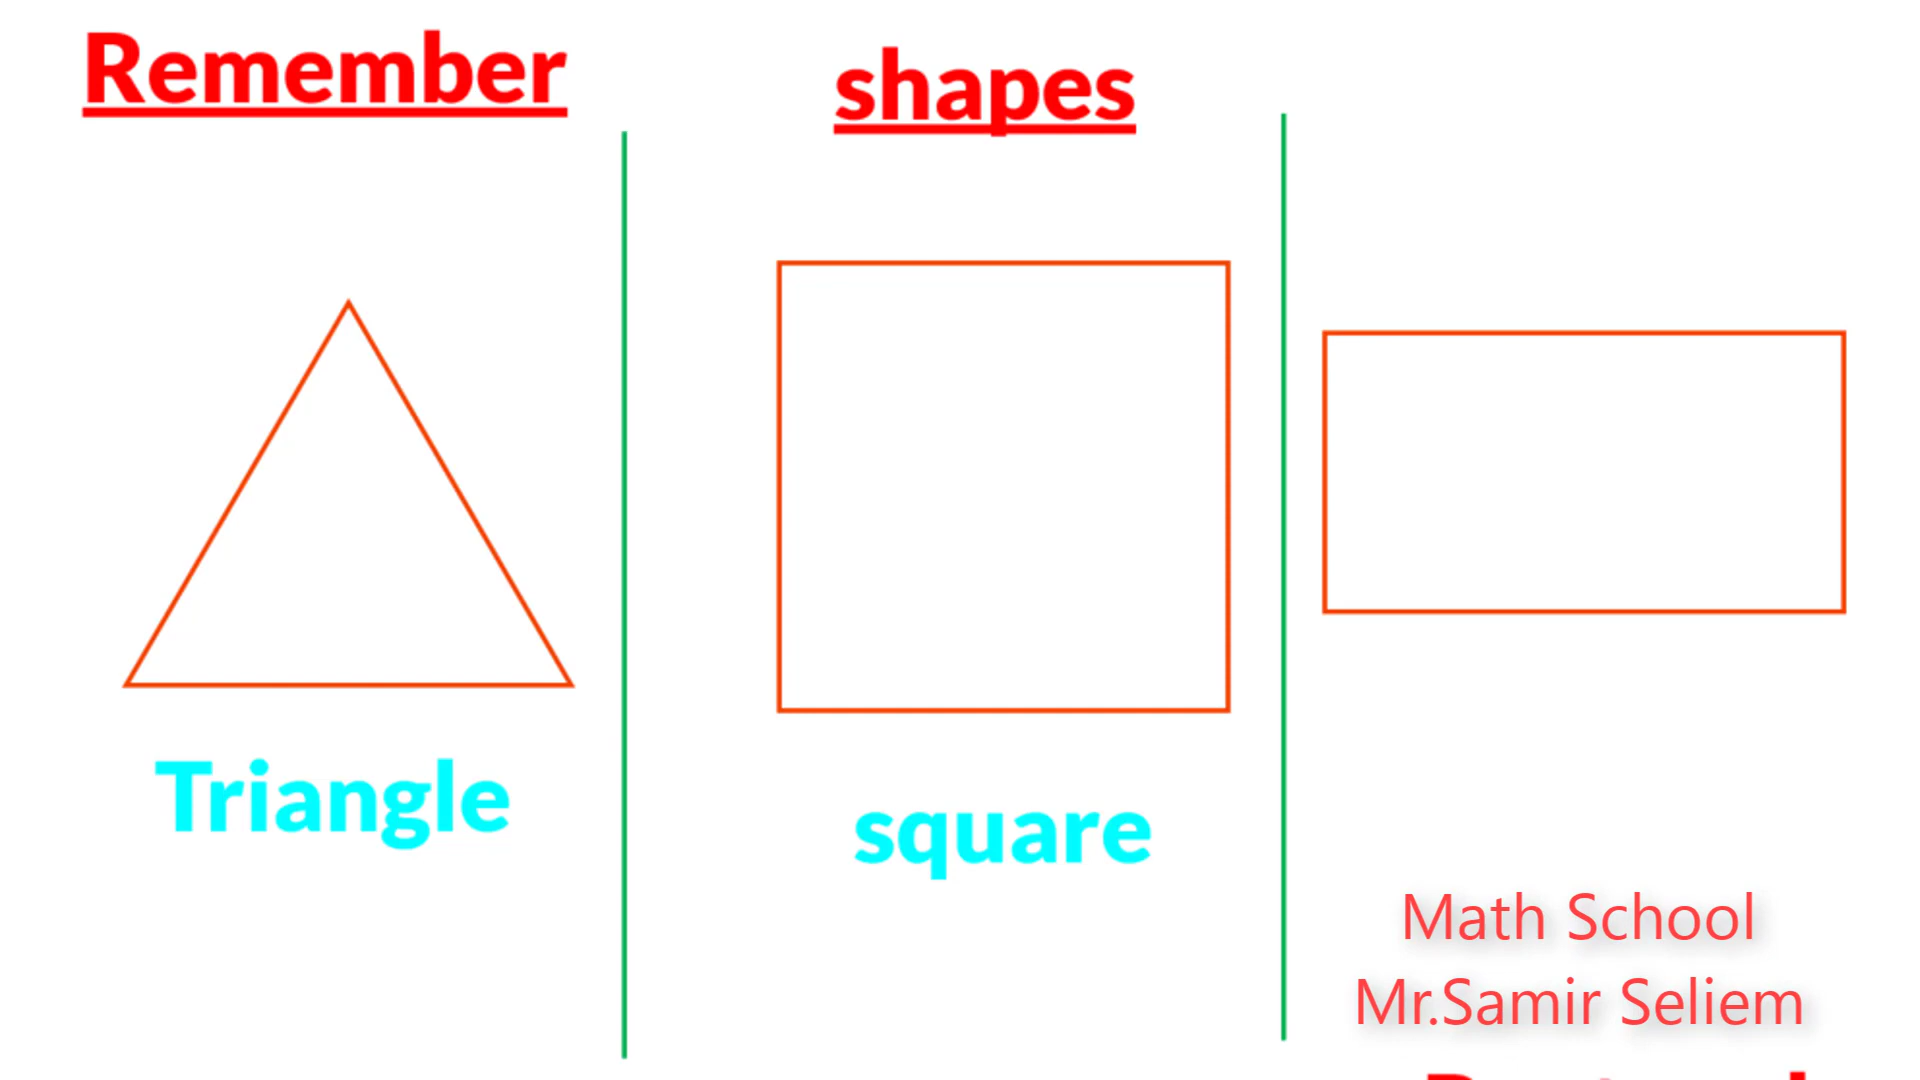 Remember
shapes
Triangle
square
Math School
Mr.Samir Seliem